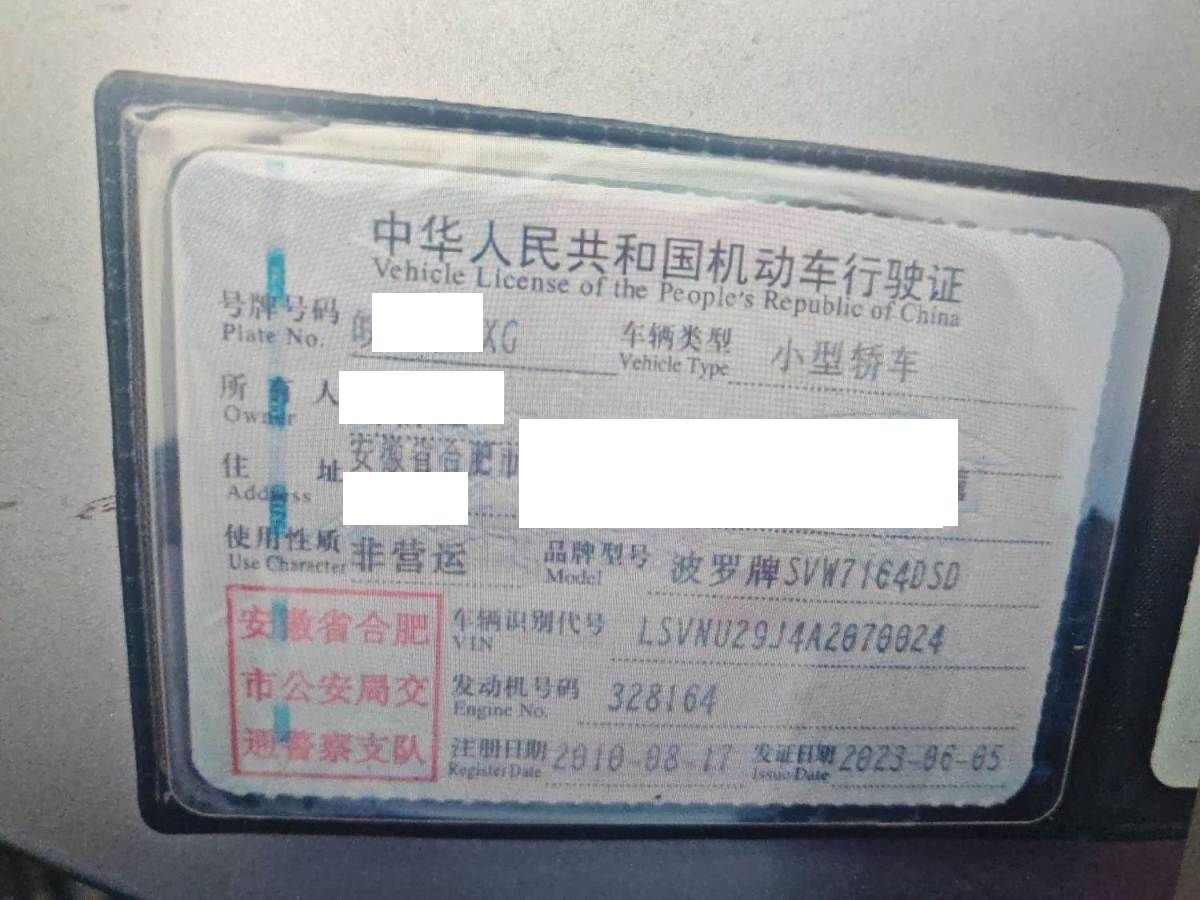 中华人民共和国机动车行驶证
Vehicle License of the People's Republic of China
号牌号码 XG 车辆类型 小型轿车
Plate No. Vehicle Type
所有人
Owner
住址 安徽省合肥市
Address
使用性质 非营运 品牌型号 波罗牌SVW7164DSD
Use Character Model
安徽省合肥
市公安局交
通警察支队
车辆识别代号 LSVNU29J4A2070024
VIN
发动机号码 328164
Engine No.
注册日期 2010-08-17 发证日期 2023-06-05
Register Date Issue Date